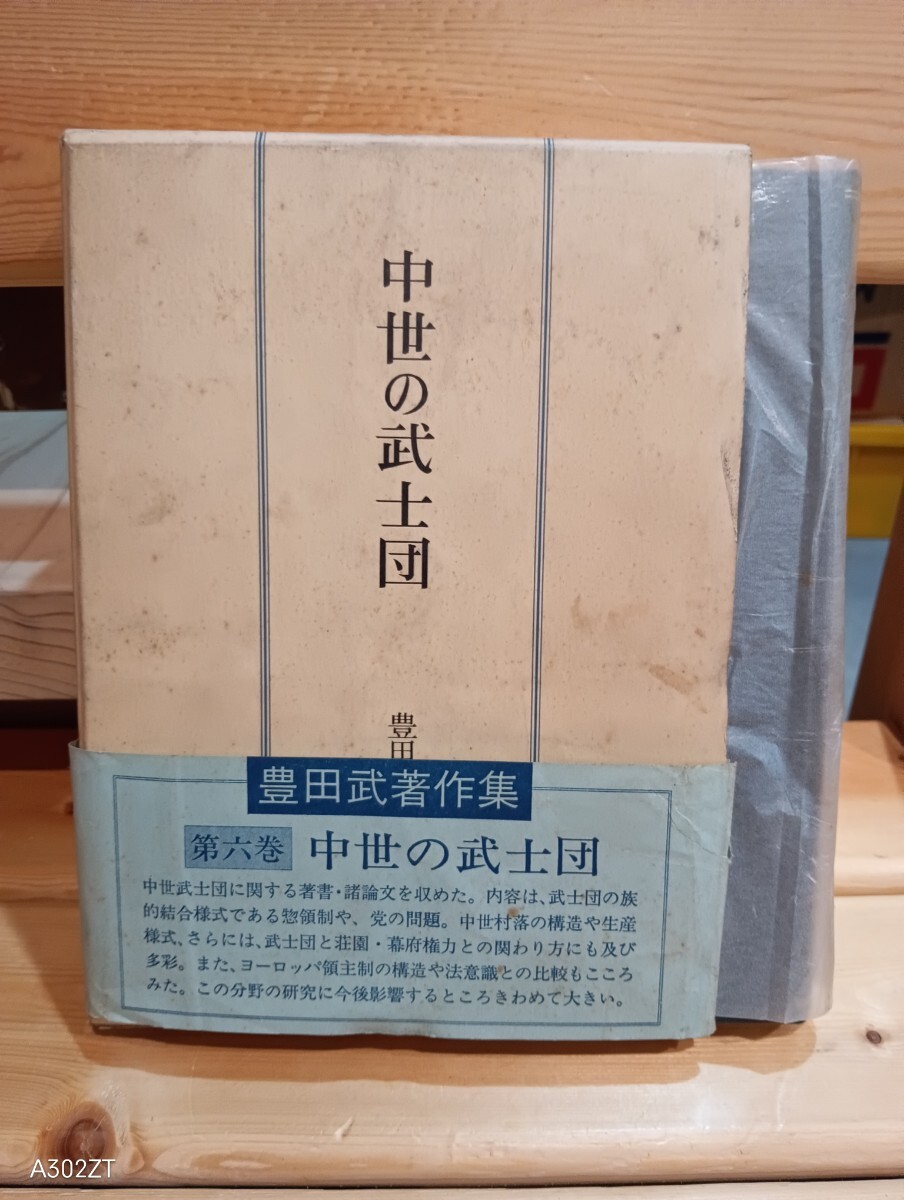 中世の武士団
豊田
豊田武著作集
第六巻 中世の武士団
中世武士団に関する著書・諸論文を収めた。内容は、武士団の族
的結合様式である惣領制や、党の問題。中世村落の構造や生産
様式、さらには、武士団と荘園・幕府権力との関わり方にも及び
多彩。また、ヨーロッパ領主制の構造や法意識との比較もこころ
みた。この分野の研究に今後影響するところきわめて大きい。
A302ZT